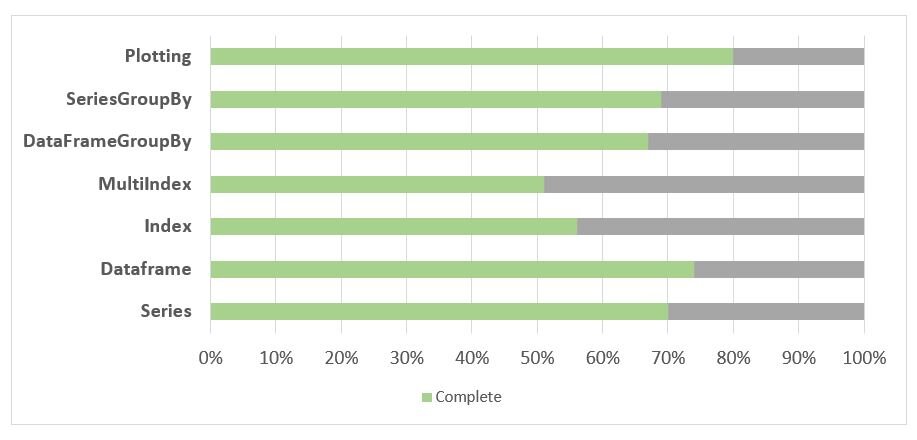 Plotting
SeriesGroupBy
DataFrameGroupBy
MultiIndex
Index
Dataframe
Series
0% 10% 20% 30% 40% 50% 60% 70% 80% 90% 100%
Complete